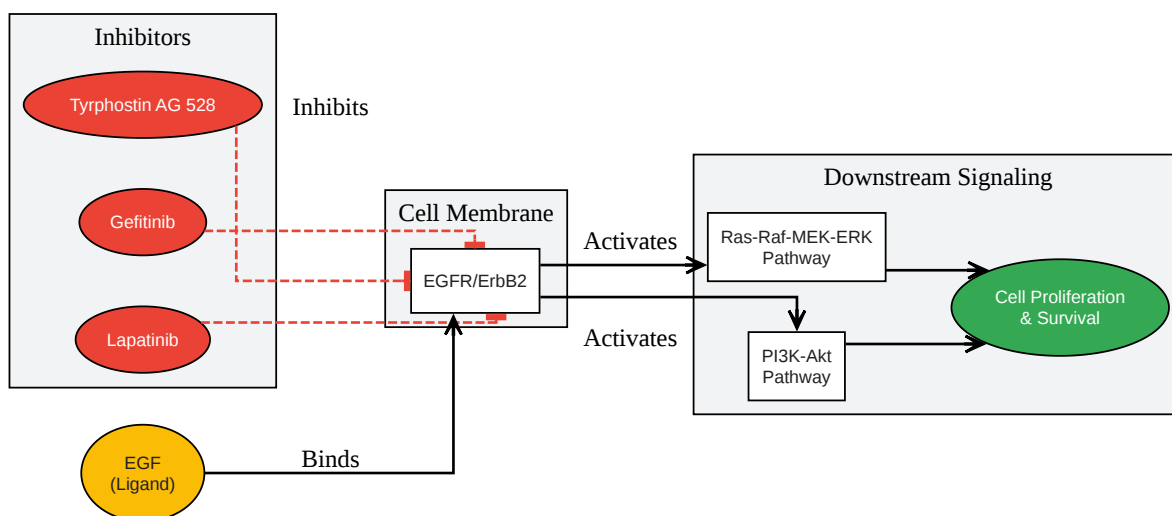 Inhibitors
Tyrphostin AG 528
Inhibits
Gefitinib
Lapatinib
EGF
(Ligand)
Binds
Cell Membrane
EGFR/ErbB2
Activates
Activates
Downstream Signaling
Ras-Raf-MEK-ERK
Pathway
PI3K-Akt
Pathway
Cell Proliferation
& Survival